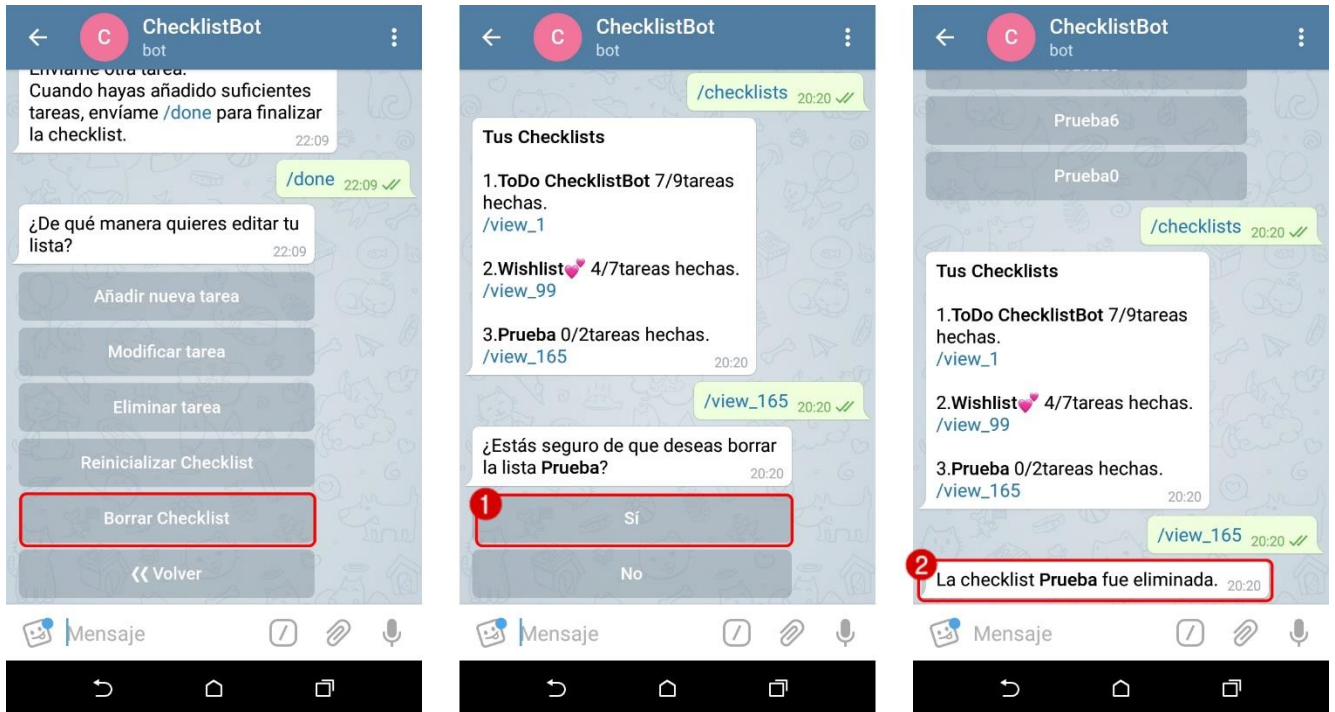 ChecklistBot
bot
Envíame otra tarea.
Cuando hayas añadido suficientes
tareas, envíame /done para finalizar
la checklist.
22:09
/done 22:09
¿De qué manera quieres editar tu
lista?
22:09
Añadir nueva tarea
Modificar tarea
Eliminar tarea
Reinicializar Checklist
Borrar Checklist
《 Volver
Mensaje
ChecklistBot
bot
/checklists 20:20
Tus Checklists
1.ToDo ChecklistBot 7/9tareas
hechas.
/view_1
2.Wishlist💕 4/7tareas hechas.
/view_99
3.Prueba 0/2tareas hechas.
/view_165
20:20
/view_165 20:20
¿Estás seguro de que deseas borrar
la lista Prueba?
20:20
1
Sí
No
Mensaje
ChecklistBot
bot
Prueba6
Prueba0
/checklists 20:20
Tus Checklists
1.ToDo ChecklistBot 7/9tareas
hechas.
/view_1
2.Wishlist💕 4/7tareas hechas.
/view_99
3.Prueba 0/2tareas hechas.
/view_165
20:20
/view_165 20:20
2
La checklist Prueba fue eliminada. 20:20
Mensaje